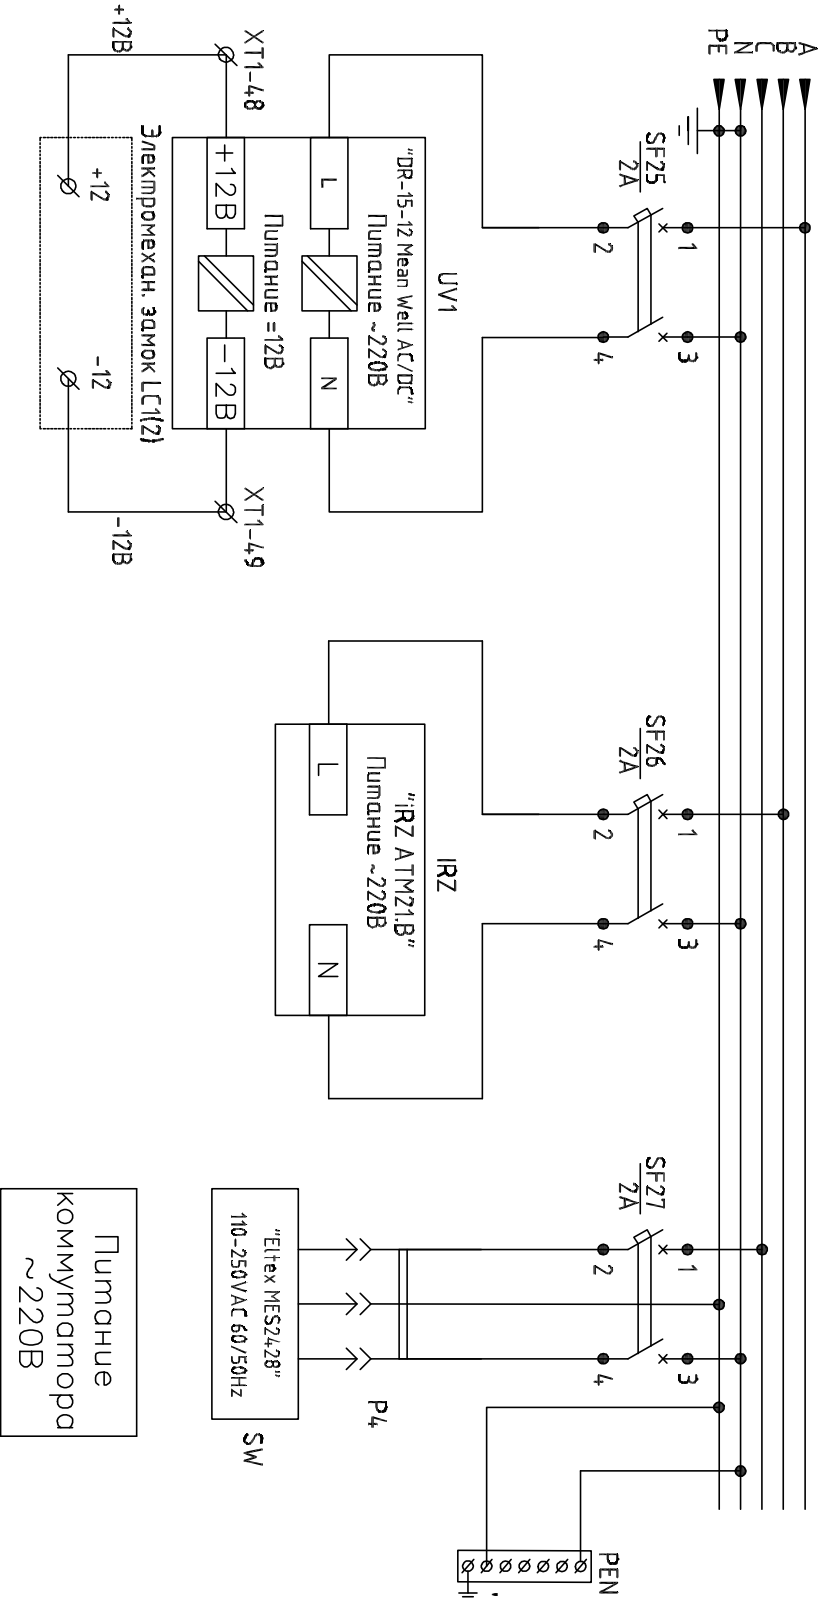 A
B
C
N
PE
SF25
2A
1
2
3
4
UV1
"DR-15-12 Mean Well AC/DC"
Питание ~220В
L
N
Питание =12В
+12В
-12В
XT1-48
XT1-49
+12В
-12В
Электромехан. замок LC1(2)
+12
-12
SF26
2A
1
2
3
4
IRZ
"iRZ ATM21.B"
Питание ~220В
L
N
SF27
2A
1
2
3
4
P4
"Eltex MES2428"
110-250VAC 60/50Hz
SW
PEN
Питание
коммутатора
~220В